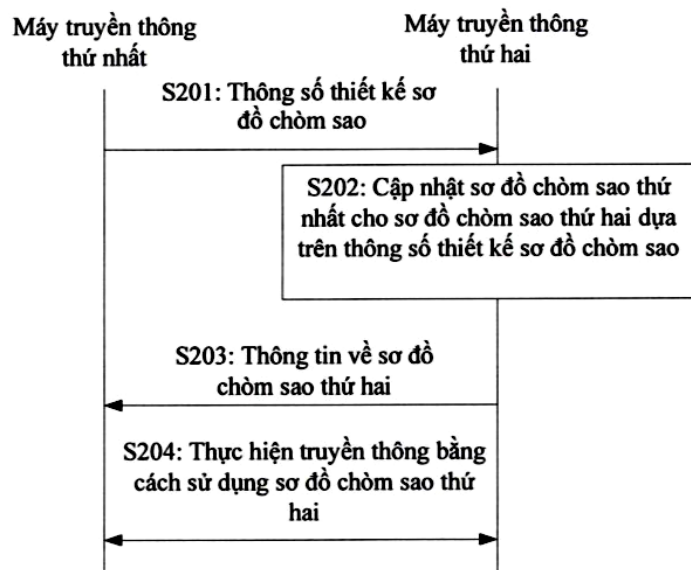 Máy truyền thông
thứ nhất
Máy truyền thông
thứ hai
S201: Thông số thiết kế sơ
đồ chòm sao
S202: Cập nhật sơ đồ chòm sao thứ
nhất cho sơ đồ chòm sao thứ hai dựa
trên thông số thiết kế sơ đồ chòm sao
S203: Thông tin về sơ đồ
chòm sao thứ hai
S204: Thực hiện truyền thông bằng
cách sử dụng sơ đồ chòm sao thứ
hai